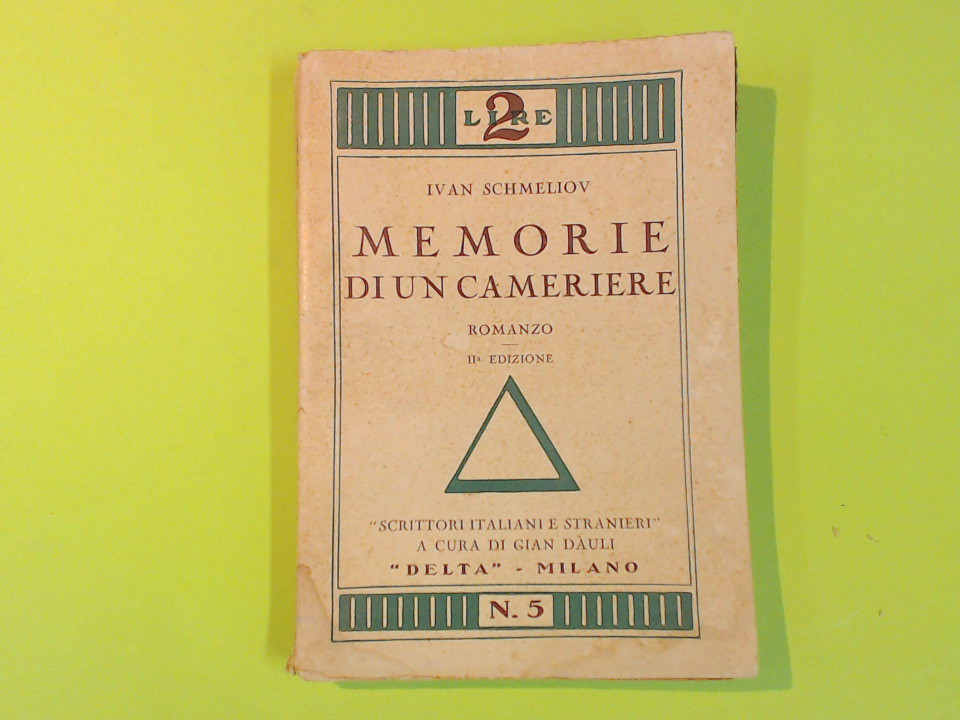 2
LIRE
IVAN SCHMELIOV
MEMORIE
DI UN CAMERIERE
ROMANZO
IIª EDIZIONE
"SCRITTORI ITALIANI E STRANIERI"
A CURA DI GIAN DÀULI
"DELTA" - MILANO
N. 5